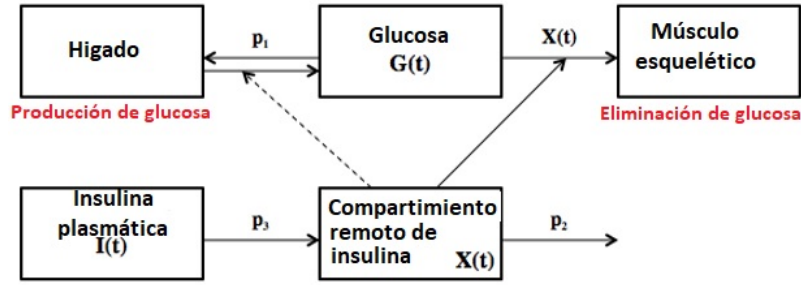 Higado
p₁
Glucosa
G(t)
X(t)
Músculo
esquelético
Producción de glucosa
Eliminación de glucosa
Insulina
plasmática
I(t)
p₃
Compartimiento
remoto de
insulina
X(t)
p₂